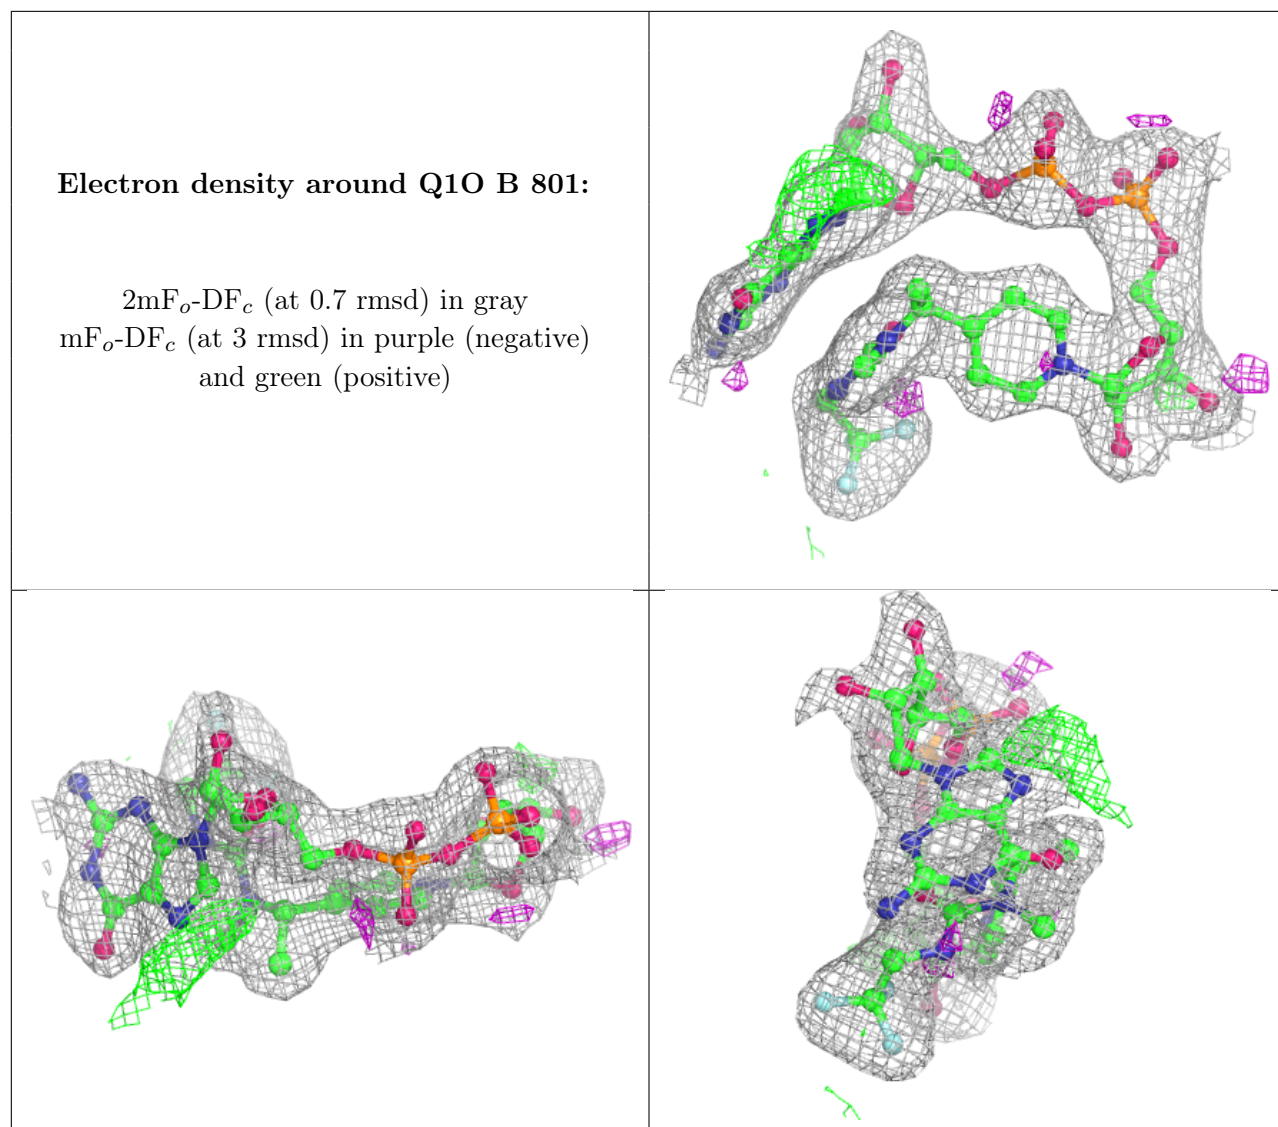 Electron density around Q1O B 801:
2mFo-DFc (at 0.7 rmsd) in gray
mFo-DFc (at 3 rmsd) in purple (negative)
and green (positive)